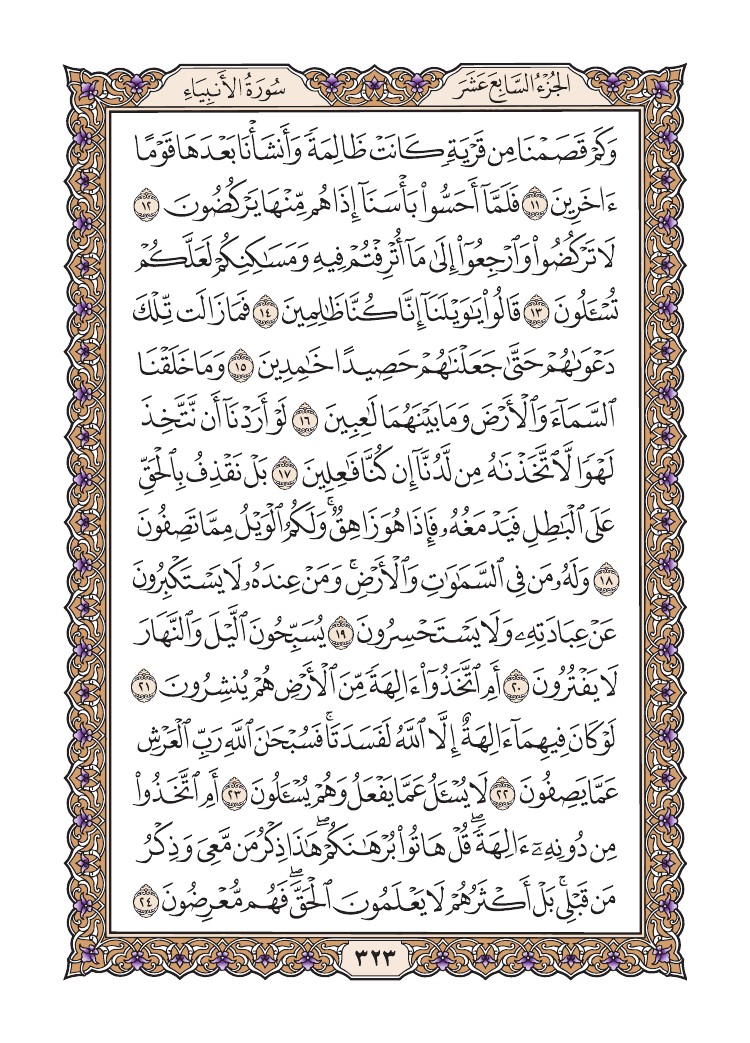 الجُزْءُ السَّابِعَ عَشَرَ
سُورَةُ الأَنبِيَاءِ
وَكَمۡ قَصَمۡنَا مِن قَرۡيَةٖ كَانَتۡ ظَالِمَةٗ وَأَنشَأۡنَا بَعۡدَهَا قَوۡمًا
ءَاخَرِينَ ١١ فَلَمَّآ أَحَسُّواْ بَأۡسَنَآ إِذَا هُم مِّنۡهَا يَرۡكُضُونَ ١٢
لَا تَرۡكُضُواْ وَٱرۡجِعُوٓاْ إِلَىٰ مَآ أُتۡرِفۡتُمۡ فِيهِ وَمَسَٰكِنِكُمۡ لَعَلَّكُمۡ
تُسۡـَٔلُونَ ١٣ قَالُواْ يَٰوَيۡلَنَآ إِنَّا كُنَّا ظَٰلِمِينَ ١٤ فَمَا زَالَت تِّلۡكَ
دَعۡوَىٰهُمۡ حَتَّىٰ جَعَلۡنَٰهُمۡ حَصِيدًا خَٰمِدِينَ ١٥ وَمَا خَلَقۡنَا
ٱلسَّمَآءَ وَٱلۡأَرۡضَ وَمَا بَيۡنَهُمَا لَٰعِبِينَ ١٦ لَوۡ أَرَدۡنَآ أَن نَّتَّخِذَ
لَهۡوٗا لَّٱتَّخَذۡنَٰهُ مِن لَّدُنَّآ إِن كُنَّا فَٰعِلِينَ ١٧ بَلۡ نَقۡذِفُ بِٱلۡحَقِّ
عَلَى ٱلۡبَٰطِلِ فَيَدۡمَغُهُۥ فَإِذَا هُوَ زَاهِقٞۚ وَلَكُمُ ٱلۡوَيۡلُ مِمَّا تَصِفُونَ
١٨ وَلَهُۥ مَن فِي ٱلسَّمَٰوَٰتِ وَٱلۡأَرۡضِۚ وَمَنۡ عِندَهُۥ لَا يَسۡتَكۡبِرُونَ
عَنۡ عِبَادَتِهِۦ وَلَا يَسۡتَحۡسِرُونَ ١٩ يُسَبِّحُونَ ٱلَّيۡلَ وَٱلنَّهَارَ
لَا يَفۡتُرُونَ ٢٠ أَمِ ٱتَّخَذُوٓاْ ءَالِهَةٗ مِّنَ ٱلۡأَرۡضِ هُمۡ يُنشِرُونَ ٢١
لَوۡ كَانَ فِيهِمَآ ءَالِهَةٌ إِلَّا ٱللَّهُ لَفَسَدَتَاۚ فَسُبۡحَٰنَ ٱللَّهِ رَبِّ ٱلۡعَرۡشِ
عَمَّا يَصِفُونَ ٢٢ لَا يُسۡـَٔلُ عَمَّا يَفۡعَلُ وَهُمۡ يُسۡـَٔلُونَ ٢٣ أَمِ ٱتَّخَذُواْ
مِن دُونِهِۦٓ ءَالِهَةٗۖ قُلۡ هَاتُواْ بُرۡهَٰنَكُمۡۖ هَٰذَا ذِكۡرُ مَن مَّعِيَ وَذِكۡرُ
مَن قَبۡلِيۚ بَلۡ أَكۡثَرُهُمۡ لَا يَعۡلَمُونَ ٱلۡحَقَّۖ فَهُم مُّعۡرِضُونَ ٢٤
٣٢٣